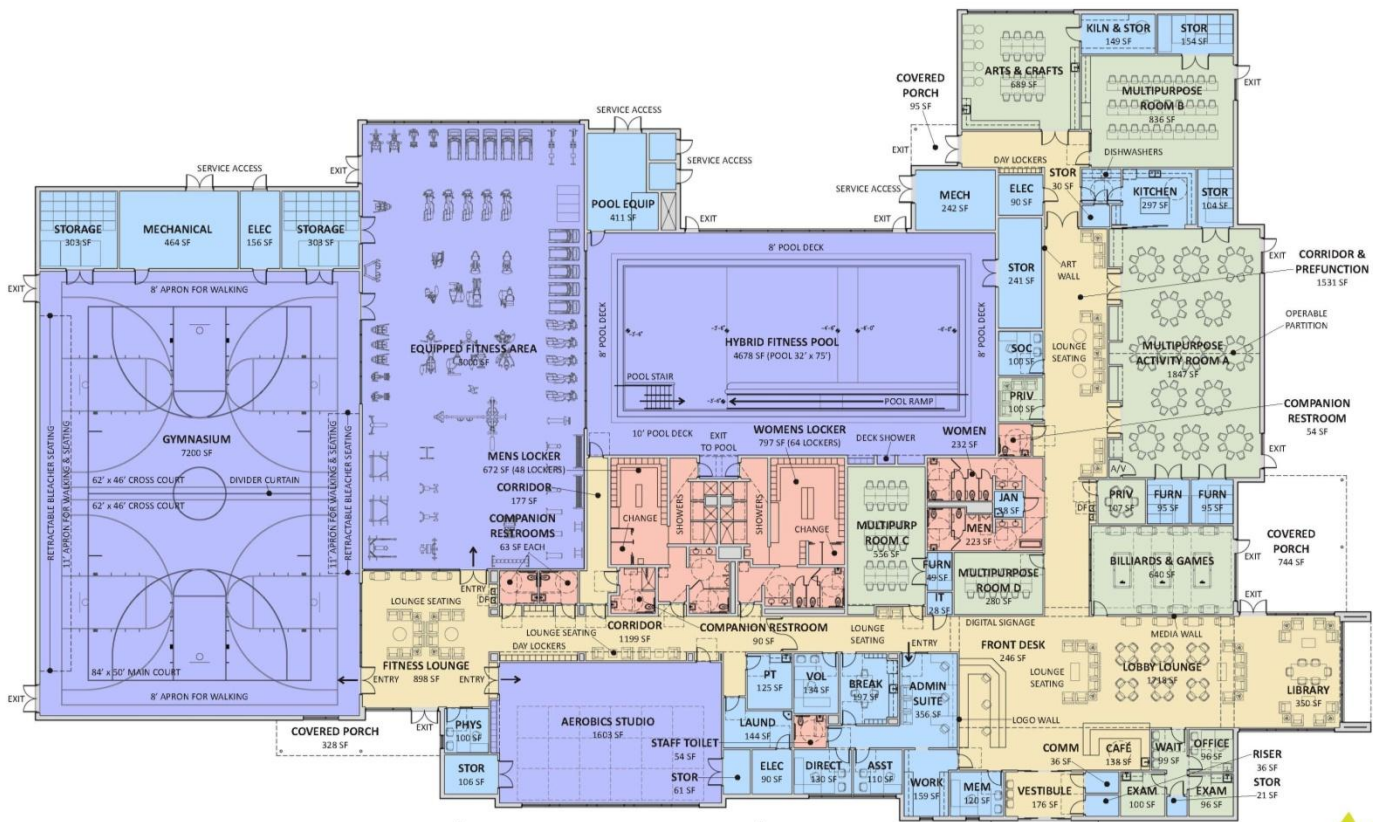 KILN & STOR
149 SF
STOR
154 SF
ARTS & CRAFTS
689 SF
COVERED
PORCH
95 SF
EXIT
MULTIPURPOSE
ROOM B
836 SF
SERVICE ACCESS
EXIT
DISHWASHERS
DAY LOCKERS
STOR
30 SF
SERVICE ACCESS
EXIT
SERVICE ACCESS
SERVICE ACCESS
ELEC
90 SF
KITCHEN
297 SF
STOR
104 SF
MECH
242 SF
POOL EQUIP
411 SF
EXIT
EXIT
STORAGE
303 SF
MECHANICAL
464 SF
ELEC
156 SF
STORAGE
303 SF
8' POOL DECK
EXIT
CORRIDOR &
PREFUNCTION
1531 SF
ART
WALL
STOR
241 SF
EXIT
8' APRON FOR WALKING
8' POOL DECK
8' POOL DECK
OPERABLE
PARTITION
HYBRID FITNESS POOL
4678 SF (POOL 32' x 75')
EQUIPPED FITNESS AREA
5000 SF
LOUNGE
SEATING
MULTIPURPOSE
ACTIVITY ROOM A
1847 SF
SOC
100 SF
POOL STAIR
POOL RAMP
PRIV
100 SF
COMPANION
RESTROOM
54 SF
RETRACTABLE BLEACHER SEATING
11' APRON FOR WALKING & SEATING
11' APRON FOR WALKING & SEATING
RETRACTABLE BLEACHER SEATING
10' POOL DECK
EXIT
TO POOL
WOMENS LOCKER
797 SF (64 LOCKERS)
DECK SHOWER
WOMEN
232 SF
EXIT
GYMNASIUM
7200 SF
MENS LOCKER
672 SF (48 LOCKERS)
A/V
62' x 46' CROSS COURT
DIVIDER CURTAIN
62' x 46' CROSS COURT
CORRIDOR
177 SF
PRIV
107 SF
FURN
95 SF
FURN
95 SF
JAN
38 SF
DF
SHOWERS
SHOWERS
CHANGE
CHANGE
COMPANION
RESTROOMS
63 SF EACH
MULTIPURP
ROOM C
556 SF
MEN
223 SF
COVERED
PORCH
744 SF
EXIT
ENTRY
DF
FURN
49 SF
MULTIPURPOSE
ROOM D
280 SF
BILLIARDS & GAMES
640 SF
IT
28 SF
EXIT
LOUNGE SEATING
LOUNGE SEATING
DAY LOCKERS
CORRIDOR
1199 SF
COMPANION RESTROOM
90 SF
LOUNGE
SEATING
DIGITAL SIGNAGE
MEDIA WALL
ENTRY
FRONT DESK
246 SF
FITNESS LOUNGE
898 SF
84' x 50' MAIN COURT
8' APRON FOR WALKING
ENTRY
ENTRY
PT
125 SF
VOL
134 SF
BREAK
197 SF
ADMIN
SUITE
356 SF
LOUNGE
SEATING
LOBBY LOUNGE
1718 SF
LIBRARY
350 SF
EXIT
COVERED PORCH
328 SF
EXIT
PHYS
100 SF
AEROBICS STUDIO
1603 SF
LAUND
144 SF
LOGO WALL
STAFF TOILET
54 SF
COMM
36 SF
CAFÉ
138 SF
WAIT
99 SF
OFFICE
96 SF
RISER
36 SF
STOR
106 SF
STOR
61 SF
ELEC
90 SF
DIRECT
130 SF
ASST
110 SF
WORK
159 SF
MEM
120 SF
VESTIBULE
176 SF
EXAM
100 SF
EXAM
96 SF
STOR
21 SF